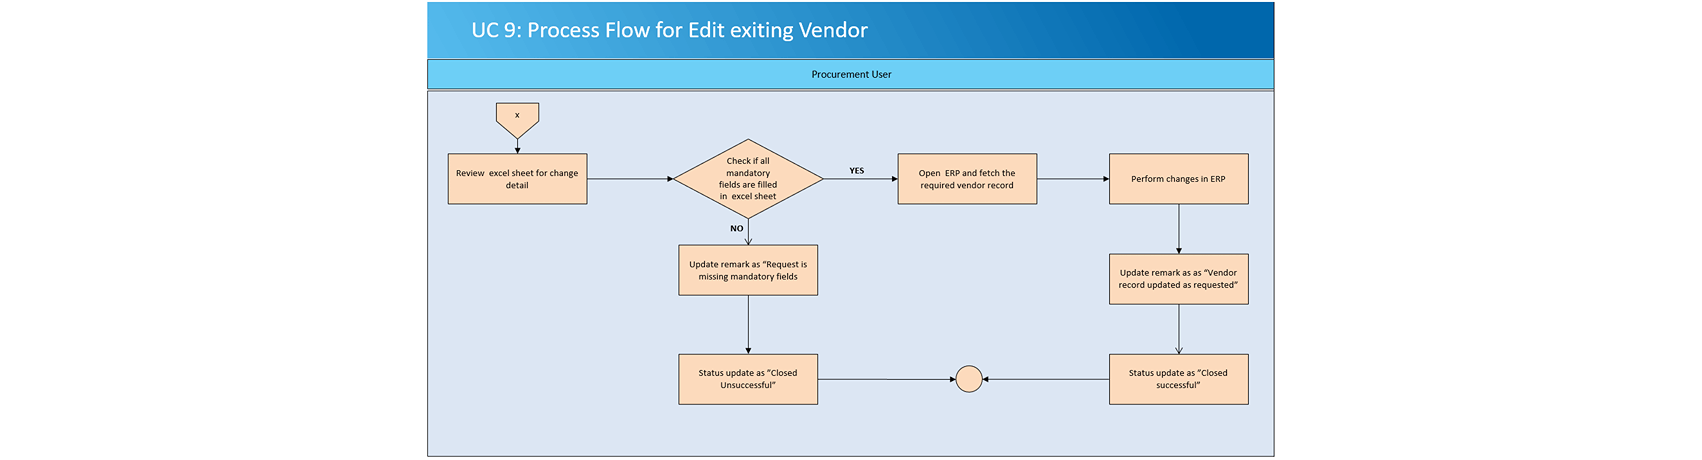 UC 9: Process Flow for Edit exiting Vendor
Procurement User
x
Review excel sheet for change
detail
Check if all
mandatory
fields are filled
in excel sheet
YES
Open ERP and fetch the
required vendor record
Perform changes in ERP
NO
Update remark as “Request is
missing mandatory fields
Update remark as as “Vendor
record updated as requested”
Status update as “Closed
Unsuccessful”
Status update as “Closed
successful”